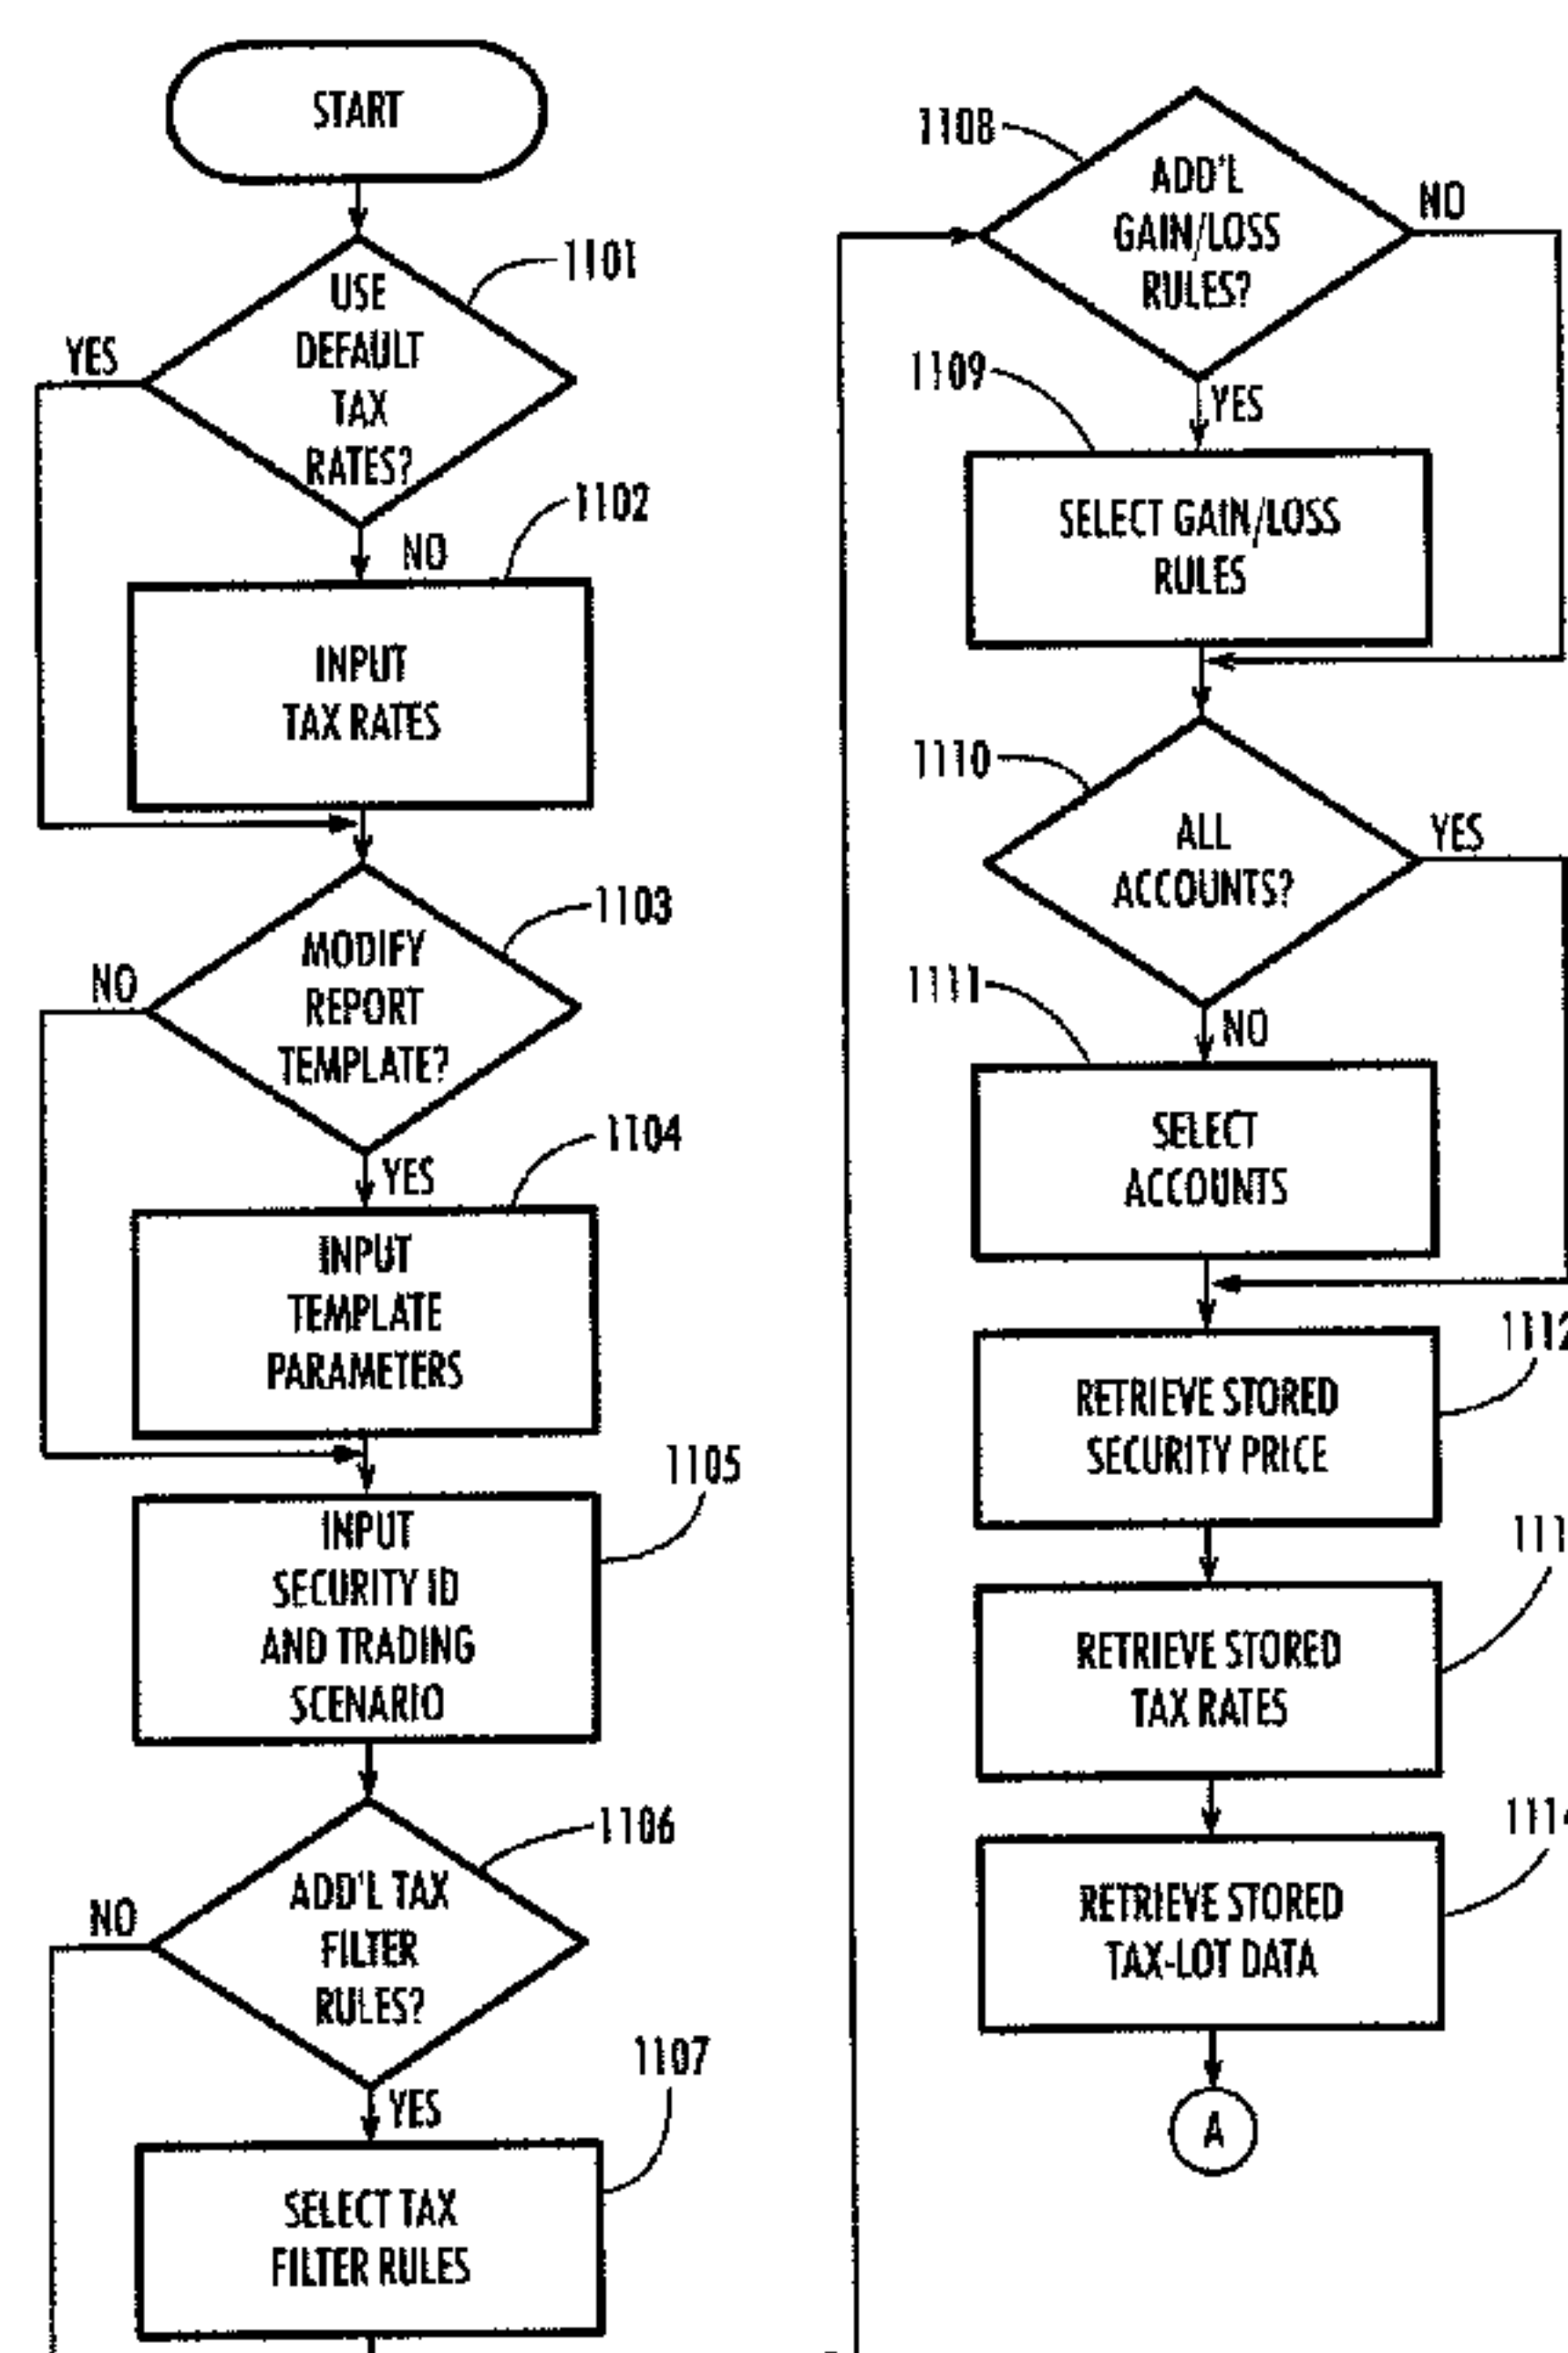 START
1101
USE
DEFAULT
TAX
RATES?
YES
1102
NO
INPUT
TAX RATES
1103
MODIFY
REPORT
TEMPLATE?
NO
1104
YES
INPUT
TEMPLATE
PARAMETERS
1105
INPUT
SECURITY ID
AND TRADING
SCENARIO
1106
ADD'L TAX
FILTER
RULES?
NO
1107
YES
SELECT TAX
FILTER RULES
1108
ADD'L
GAIN/LOSS
RULES?
NO
1109
YES
SELECT GAIN/LOSS
RULES
1110
ALL
ACCOUNTS?
YES
1111
NO
SELECT
ACCOUNTS
1112
RETRIEVE STORED
SECURITY PRICE
111
RETRIEVE STORED
TAX RATES
1114
RETRIEVE STORED
TAX-LOT DATA
A